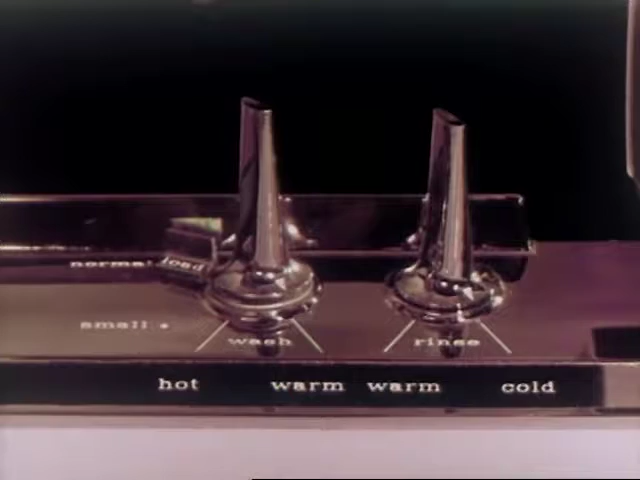 normal load
small
wash rinse
hot warm warm cold